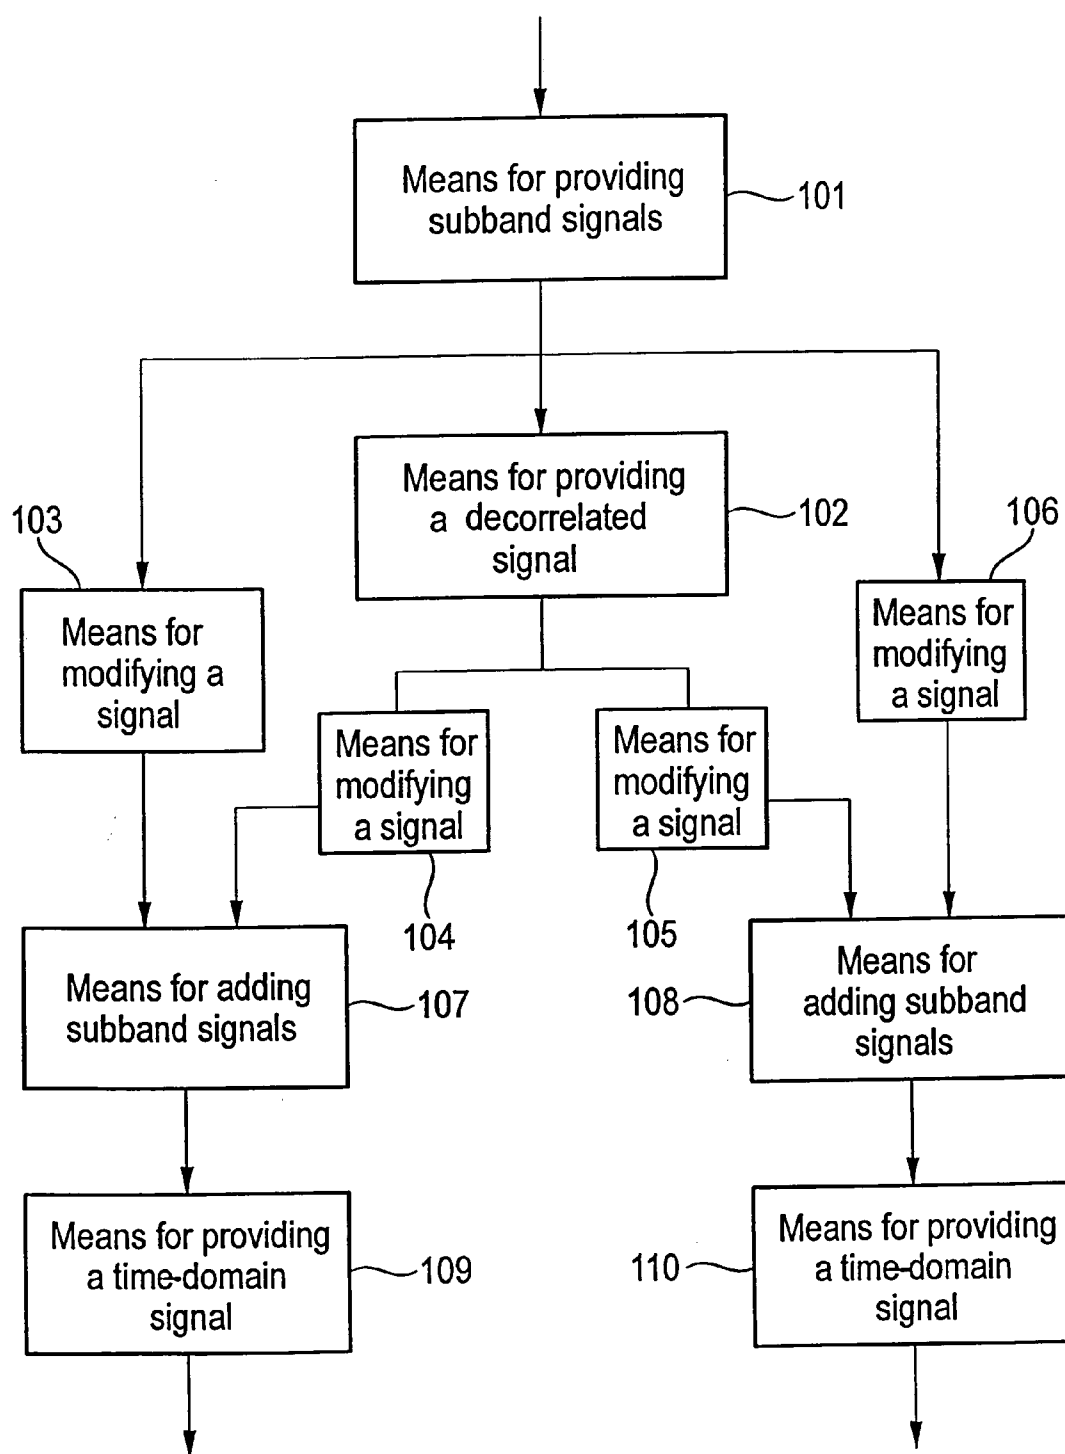 Means for providing
subband signals
101
Means for providing
a decorrelated
signal
102
103
106
Means for
modifying a
signal
Means for
modifying
a signal
Means for
modifying
a signal
Means for
modifying
a signal
104
105
Means for adding
subband signals
107
108
Means for
adding subband
signals
Means for providing
a time-domain
signal
109
110
Means for providing
a time-domain
signal